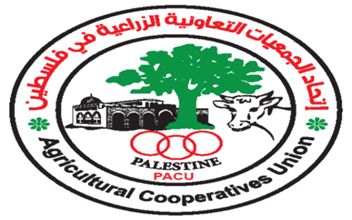 إتحاد الجمعيات التعاونية الزراعية في فلسطين
PALESTINE
PACU
Agricultural Cooperatives Union